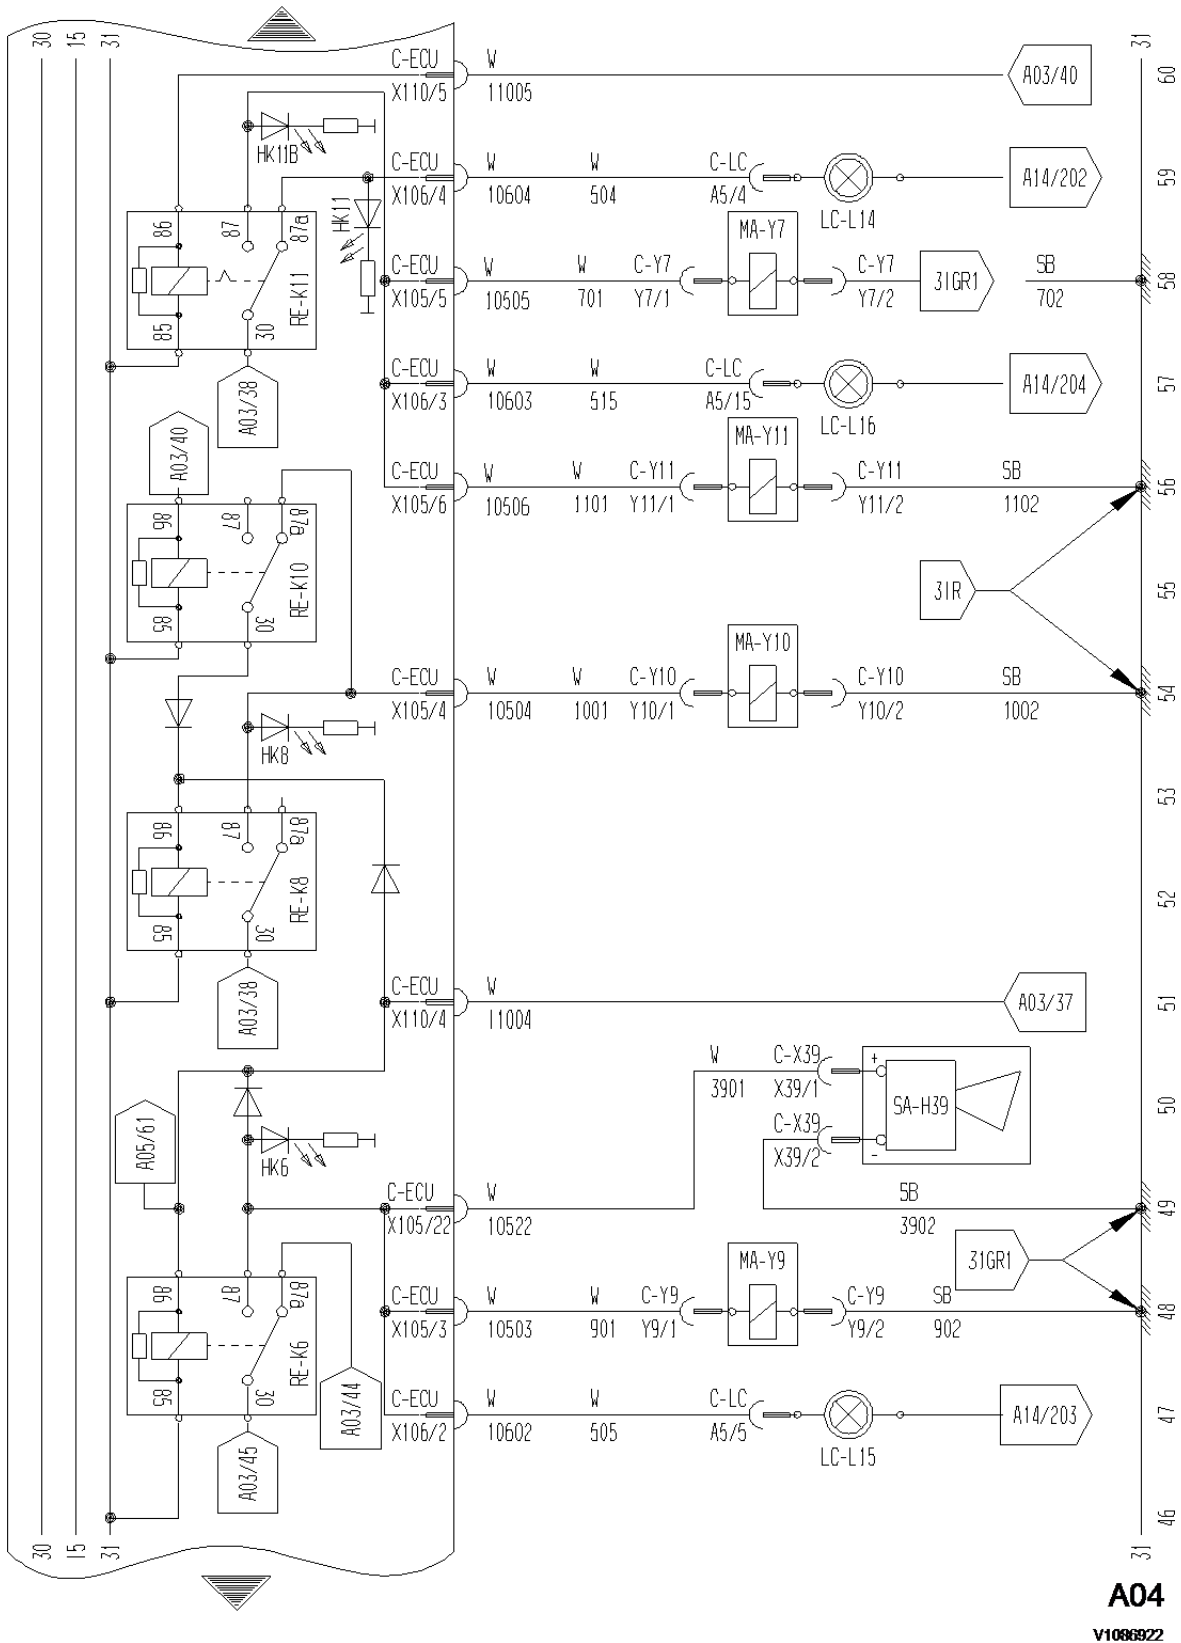 30
15
31
31
C-ECU
X110/5
W
11005
A03/40
60
HK11B
C-ECU
X106/4
W
10604
W
504
C-LC
A5/4
LC-L14
A14/202
59
HK11
86
87
87a
85
30
RE-K11
C-ECU
X105/5
W
10505
W
701
C-Y7
Y7/1
MA-Y7
C-Y7
Y7/2
31GR1
SB
702
58
A03/38
C-ECU
X106/3
W
10603
W
515
C-LC
A5/15
LC-L16
A14/204
57
A03/40
C-ECU
X105/6
W
10506
W
1101
C-Y11
Y11/1
MA-Y11
C-Y11
Y11/2
SB
1102
56
86
87
87a
85
30
RE-K10
31R
55
C-ECU
X105/4
W
10504
W
1001
C-Y10
Y10/1
MA-Y10
C-Y10
Y10/2
SB
1002
54
HK8
53
86
87
87a
85
30
RE-K8
52
A03/38
C-ECU
X110/4
W
11004
A03/37
51
W
3901
C-X39
X39/1
+
SA-H39
50
A05/61
HK6
C-X39
X39/2
-
C-ECU
X105/22
W
10522
SB
3902
49
31GR1
86
87
87a
85
30
RE-K6
C-ECU
X105/3
W
10503
W
901
C-Y9
Y9/1
MA-Y9
C-Y9
Y9/2
SB
902
48
A03/44
A03/45
C-ECU
X106/2
W
10602
W
505
C-LC
A5/5
LC-L15
A14/203
47
46
30
15
31
31
A04
V1086922